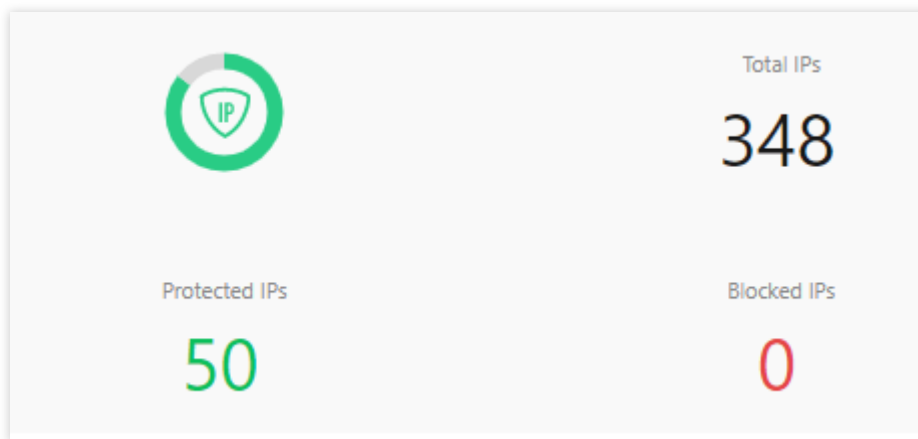 IP
Total IPs
348
Protected IPs
50
Blocked IPs
0